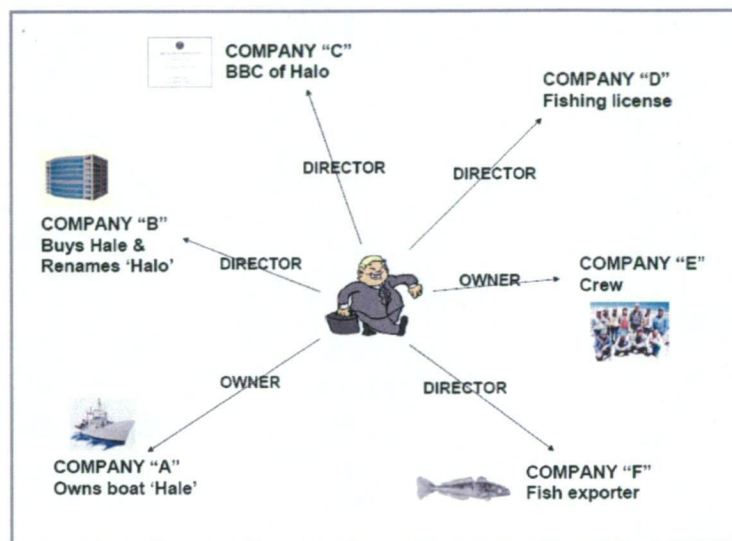 COMPANY “C”
BBC of Halo
COMPANY “D”
Fishing license
DIRECTOR
DIRECTOR
COMPANY “B”
Buys Hale &
Renames ‘Halo’
DIRECTOR
OWNER
COMPANY “E”
Crew
OWNER
DIRECTOR
COMPANY “A”
Owns boat ‘Hale’
COMPANY “F”
Fish exporter